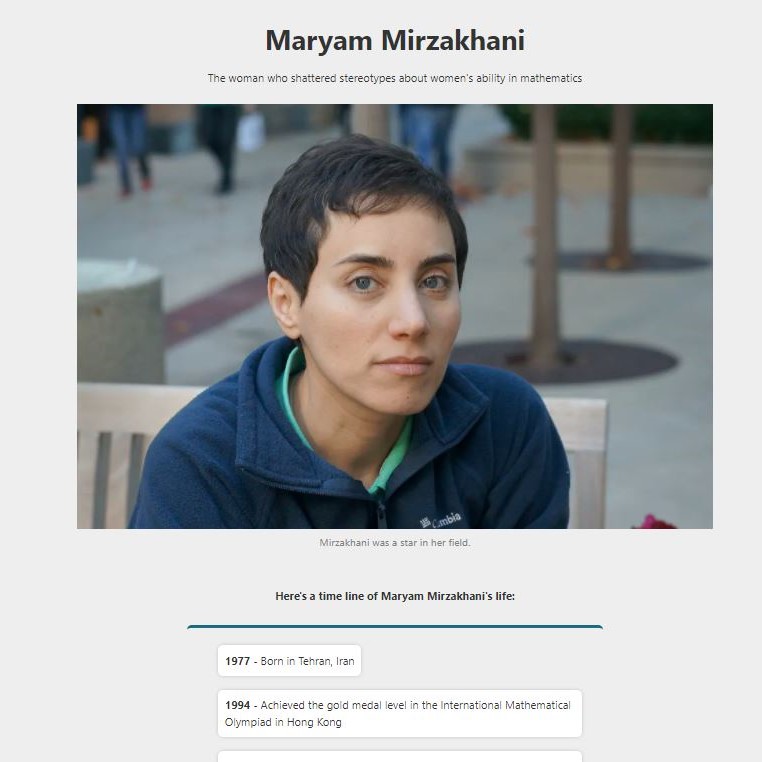 Maryam Mirzakhani
The woman who shattered stereotypes about women's ability in mathematics
Mirzakhani was a star in her field.
Here's a time line of Maryam Mirzakhani's life:
1977 - Born in Tehran, Iran
1994 - Achieved the gold medal level in the International Mathematical
Olympiad in Hong Kong